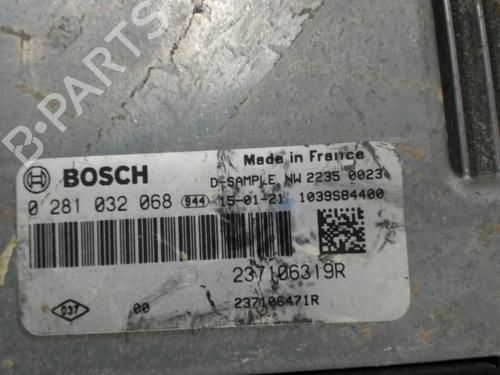 B-PARTS
BOSCH
Made in France
D-SAMPLE NW 2235 0023
0 281 032 068 944 15-01-21 1039S84400
237106319R
037 00 237106471R